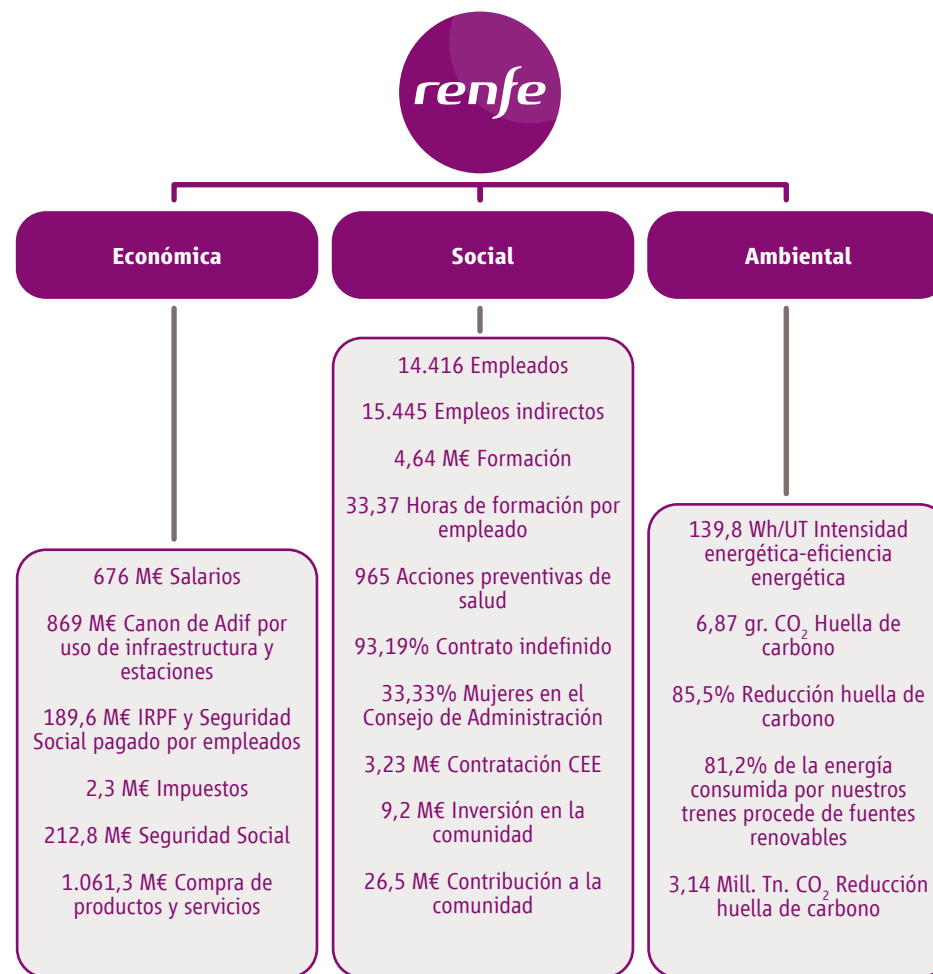 renfe
Económica
676 M€ Salarios
869 M€ Canon de Adif por
uso de infraestructura y
estaciones
189,6 M€ IRPF y Seguridad
Social pagado por empleados
2,3 M€ Impuestos
212,8 M€ Seguridad Social
1.061,3 M€ Compra de
productos y servicios
Social
14.416 Empleados
15.445 Empleos indirectos
4,64 M€ Formación
33,37 Horas de formación por
empleado
965 Acciones preventivas de
salud
93,19% Contrato indefinido
33,33% Mujeres en el
Consejo de Administración
3,23 M€ Contratación CEE
9,2 M€ Inversión en la
comunidad
26,5 M€ Contribución a la
comunidad
Ambiental
139,8 Wh/UT Intensidad
energética-eficiencia
energética
6,87 gr. CO₂ Huella de
carbono
85,5% Reducción huella de
carbono
81,2% de la energía
consumida por nuestros
trenes procede de fuentes
renovables
3,14 Mill. Tn. CO₂ Reducción
huella de carbono